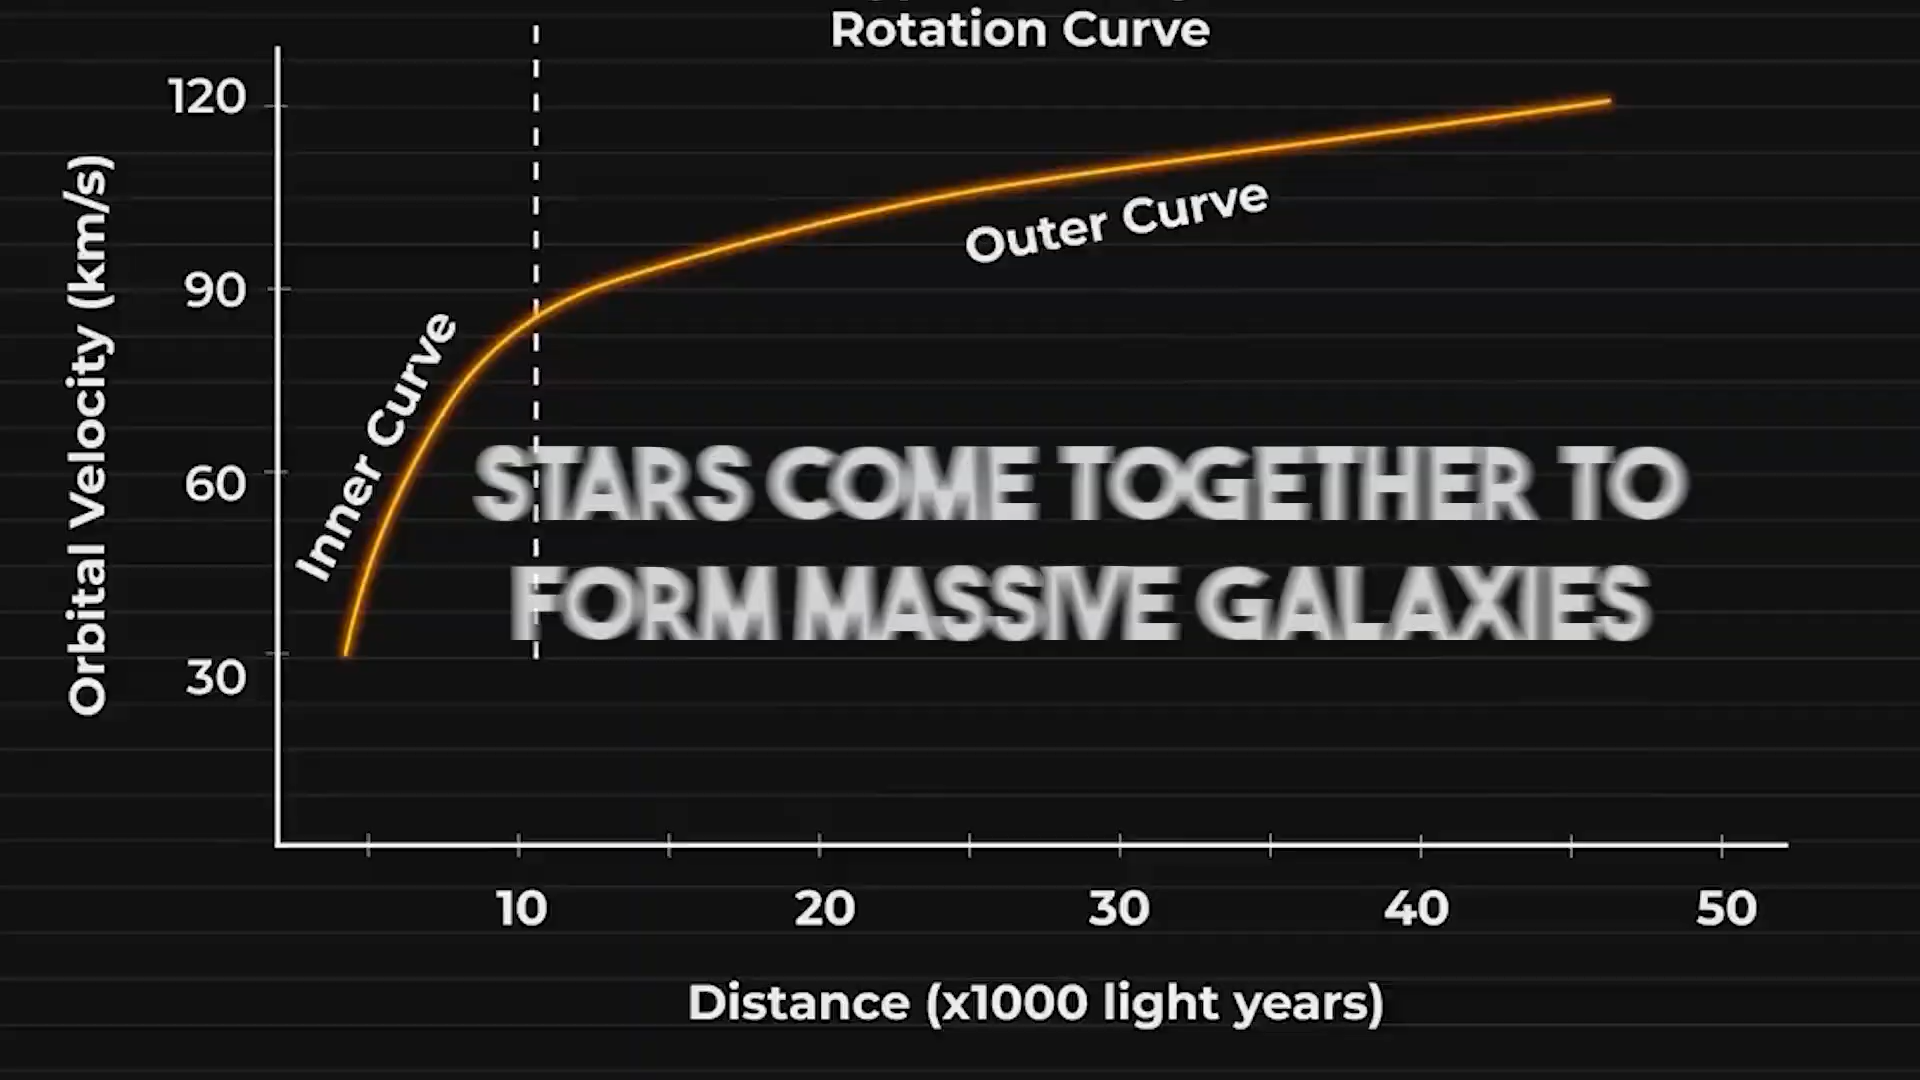 Rotation Curve
120
90
60
30
Orbital Velocity (km/s)
Inner Curve
Outer Curve
STARS COME TOGETHER TO
FORM MASSIVE GALAXIES
10 20 30 40 50
Distance (x1000 light years)